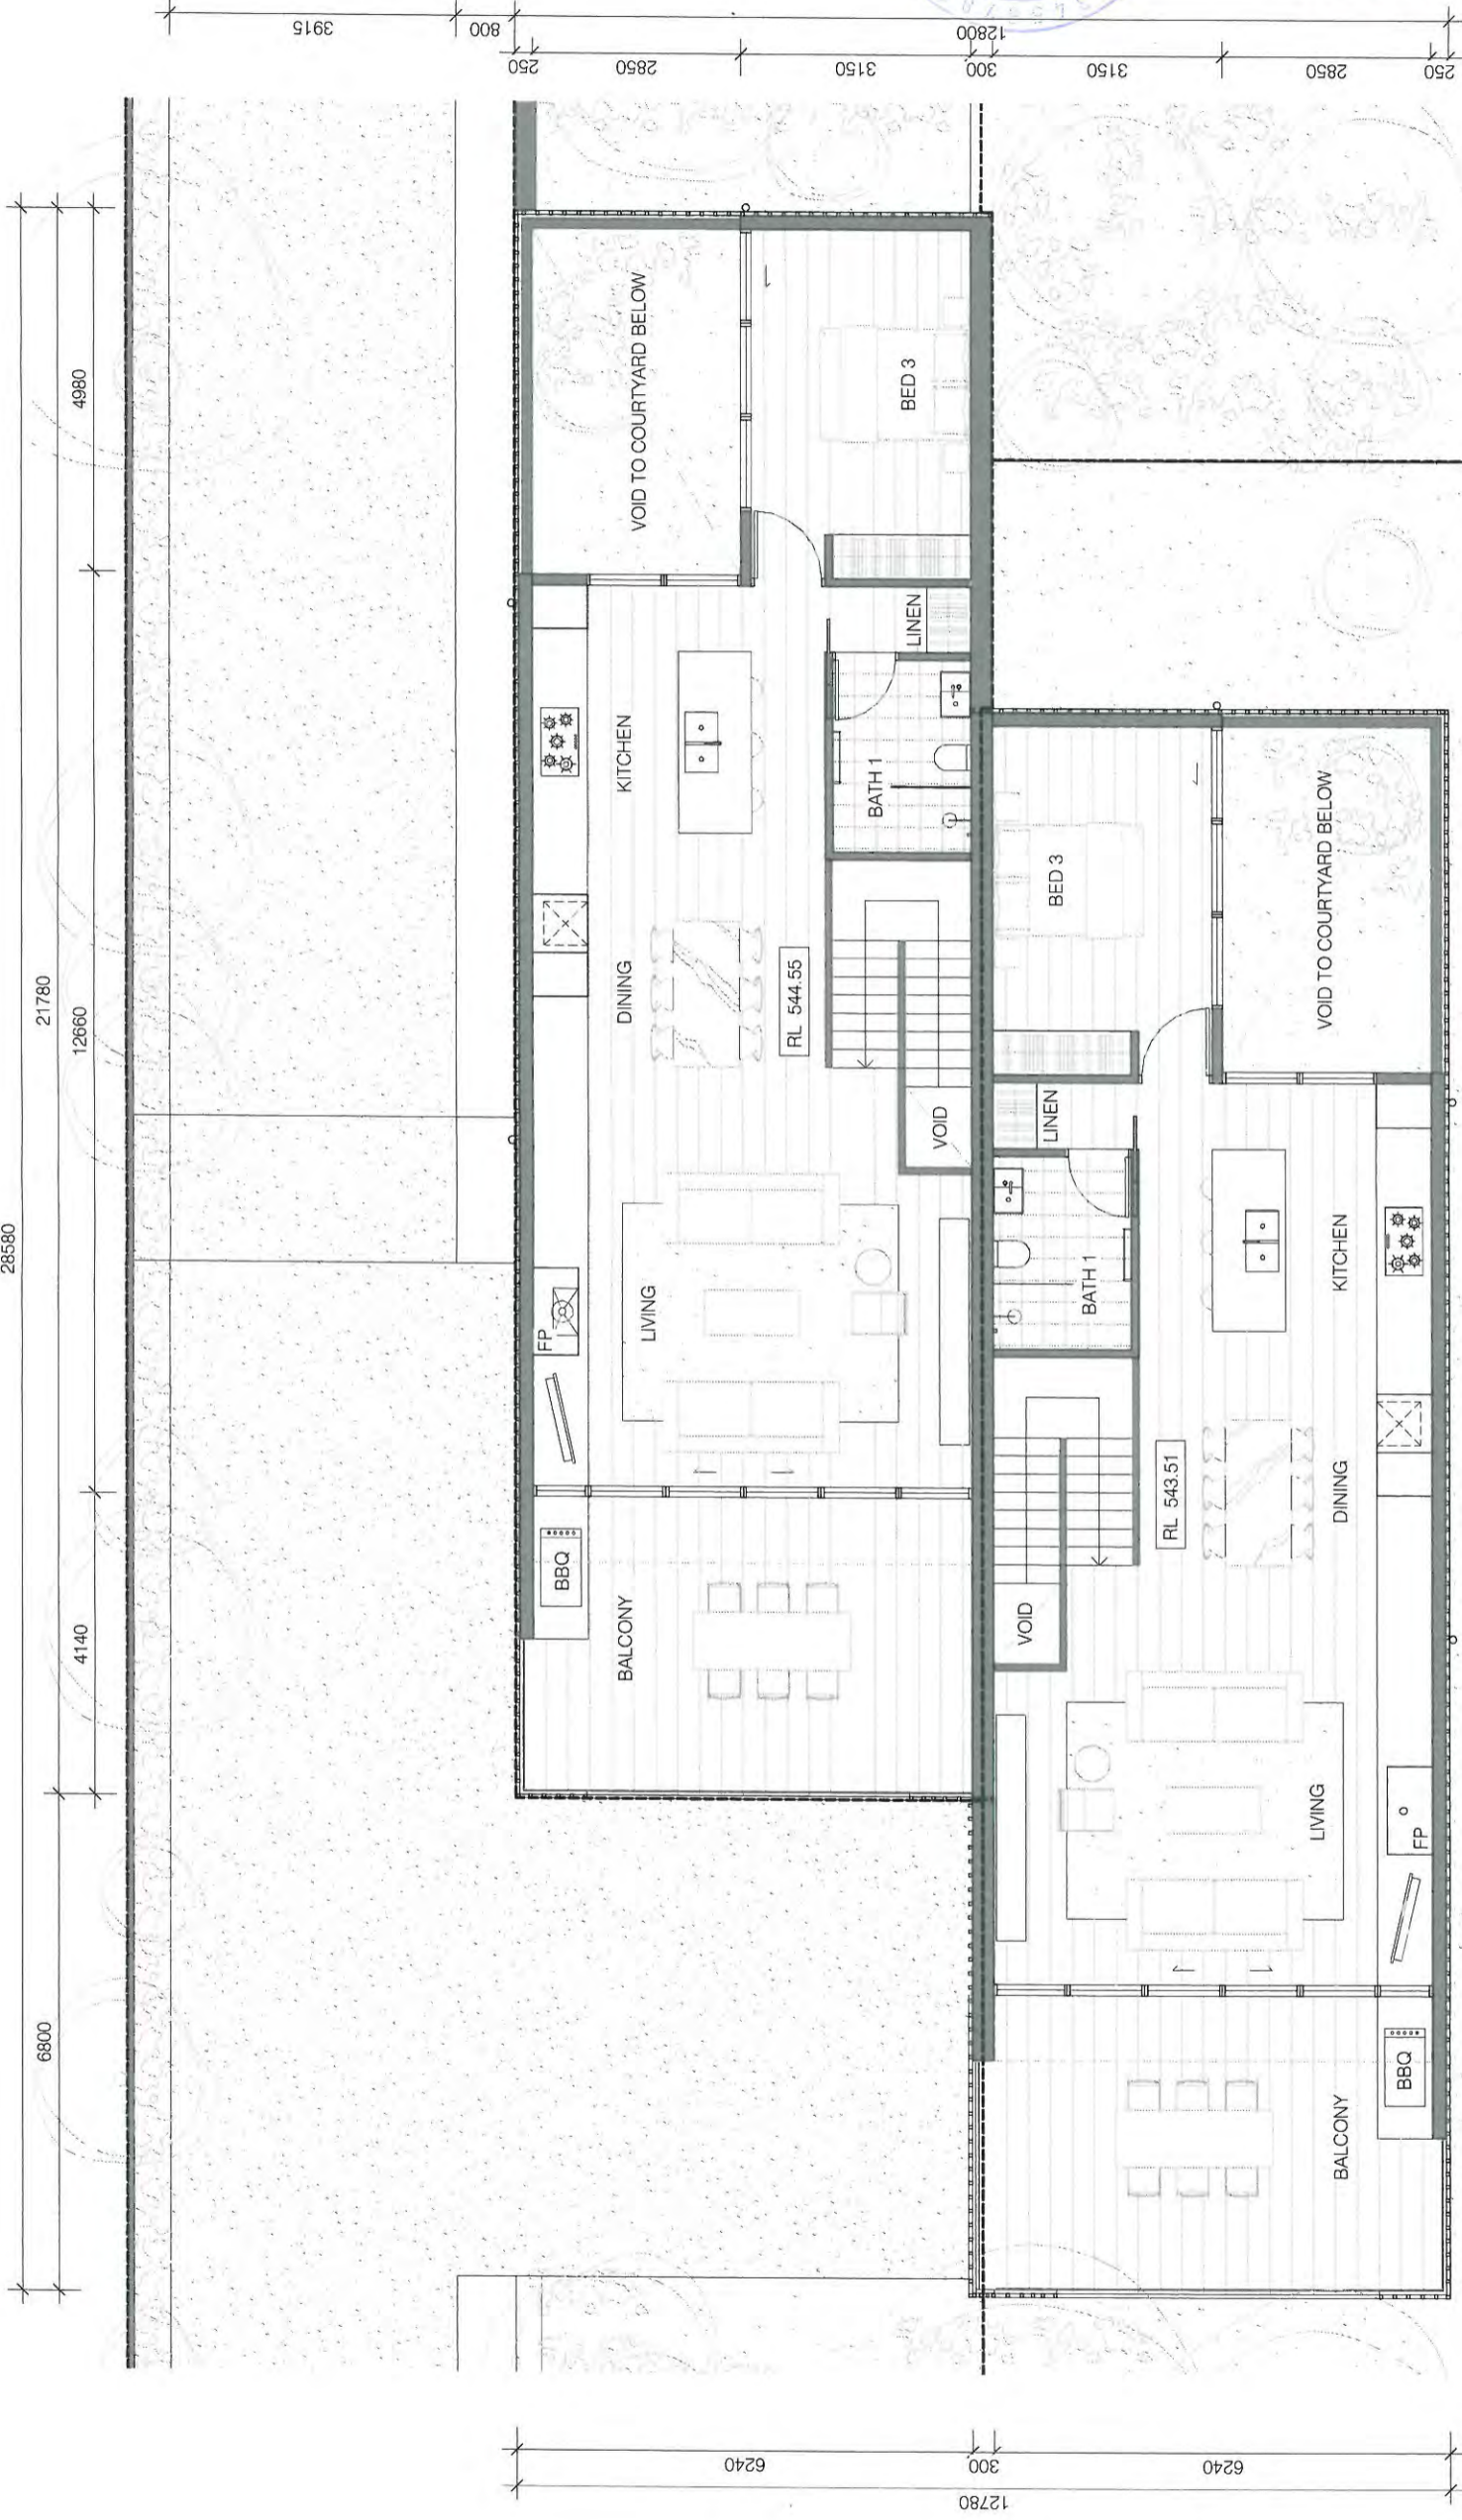 3915
800
12800
250
2850
3150
300
3150
2850
250
28580
21780
6800
4980
12660
4140
VOID TO COURTYARD BELOW
BED 3
LINEN
KITCHEN
BATH 1
DINING
RL 544.55
VOID
LIVING
FP
BBQ
BALCONY
BED 3
VOID TO COURTYARD BELOW
LINEN
BATH 1
KITCHEN
RL 543.51
DINING
VOID
LIVING
FP
BBQ
BALCONY
6240
300
6240
12780